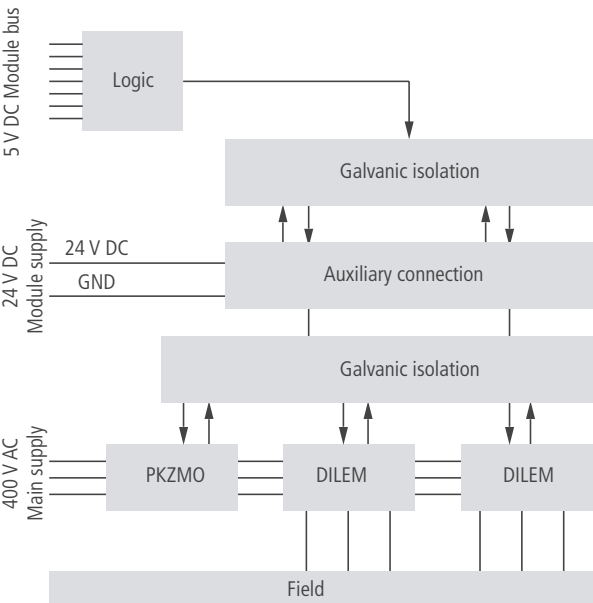 5 V DC Module bus
Logic
Galvanic isolation
24 V DC
Module supply
24 V DC
GND
Auxiliary connection
Galvanic isolation
400 V AC
Main supply
PKZMO
DILEM
DILEM
Field